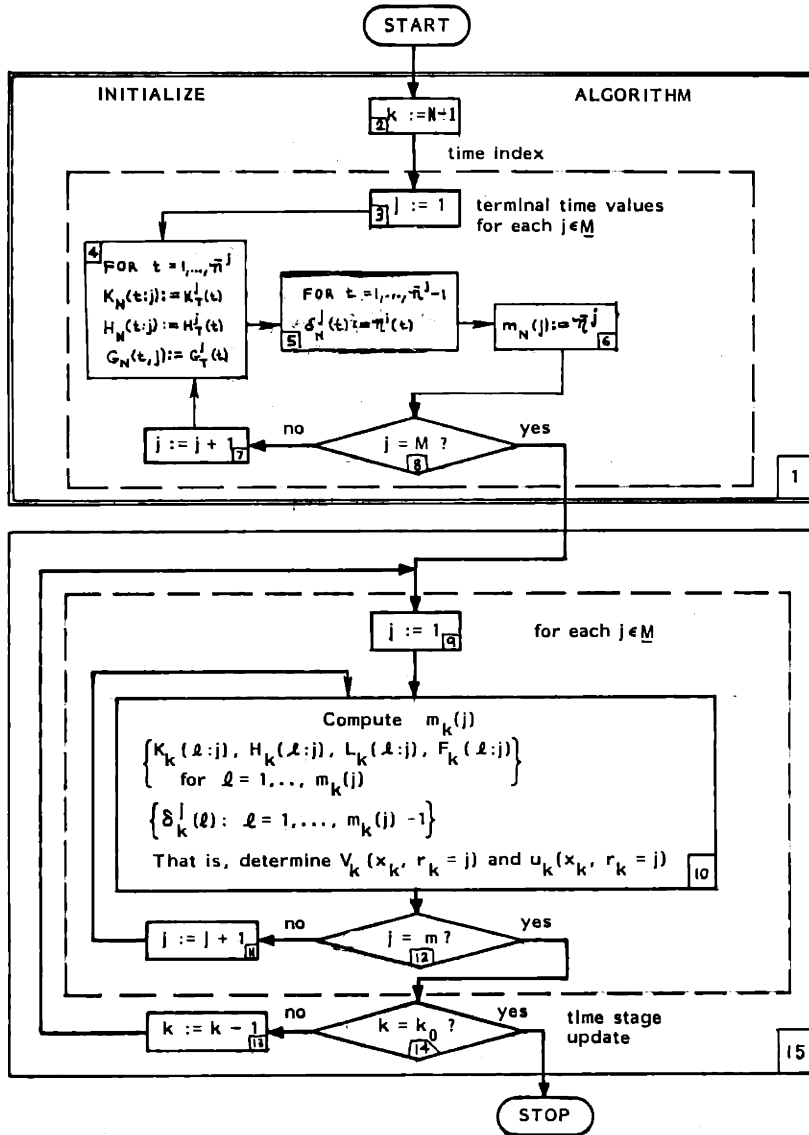 START
INITIALIZE
ALGORITHM
k := N-1
2
time index
j := 1
3
terminal time values
for each j ϵ M
4
FOR t = 1,..., n̄^j
K_N(t:j) := K_T^j(t)
H_N(t:j) := H_T^j(t)
G_N(t,j) := G_T^j(t)
FOR t = 1,..., n̄^j-1
δ_N^j(t) := η^j(t)
5
m_N(j) := n̄^j
6
no
yes
j := j + 1
7
j = M ?
8
1
j := 1
9
for each j ϵ M
Compute m_k(j)
{K_k(ℓ:j), H_k(ℓ:j), L_k(ℓ:j), F_k(ℓ:j)}
for ℓ = 1,.., m_k(j)
{δ_k^j(ℓ): ℓ = 1,..., m_k(j) -1}
That is, determine V_k(x_k, r_k = j) and u_k(x_k, r_k = j)
10
no
yes
j := j + 1
11
j = m ?
12
no
yes
k := k - 1
13
k = k_0 ?
14
time stage
update
15
STOP